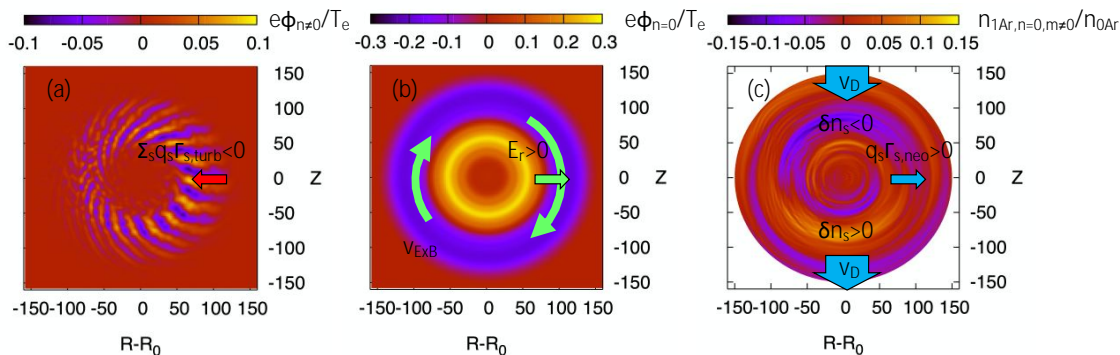 eϕn≠0/Te
-0.1 -0.05 0 0.05 0.1
(a)
Σsqs Γs,turb<0
150
100
50
0
-50
-100
Z
-150-100 -50 0 50 100 150
R-R0
eϕn=0/Te
-0.3 -0.2 -0.1 0 0.1 0.2 0.3
(b)
Er>0
VExB
150
100
50
0
-50
-100
Z
-150-100 -50 0 50 100 150
R-R0
n1Ar,n=0,m≠0/n0Ar
-0.15 -0.1 -0.05 0 0.05 0.1 0.15
(c)
VD
δns<0
qsΓs,neo>0
δns>0
VD
150
100
50
0
-50
-100
Z
-150-100 -50 0 50 100 150
R-R0